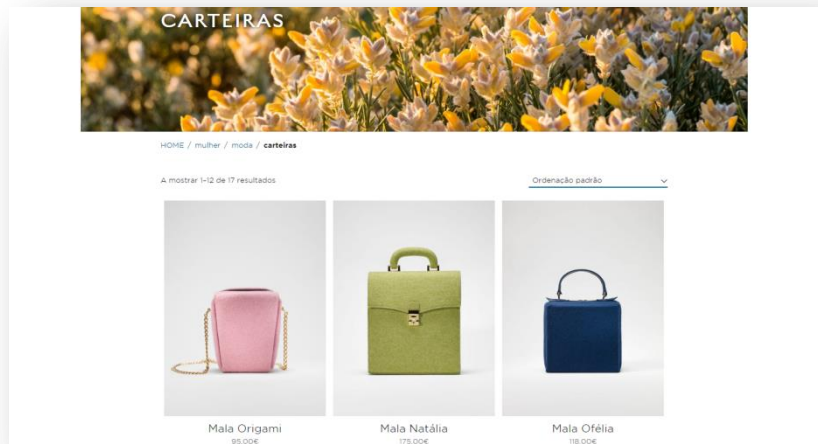 CARTEIRAS
HOME / mulher / moda / carteiras
A mostrar 1–12 de 17 resultados
Ordenação padrão
Mala Origami
Mala Natália
Mala Ofélia
95.00€
175.00€
118.00€